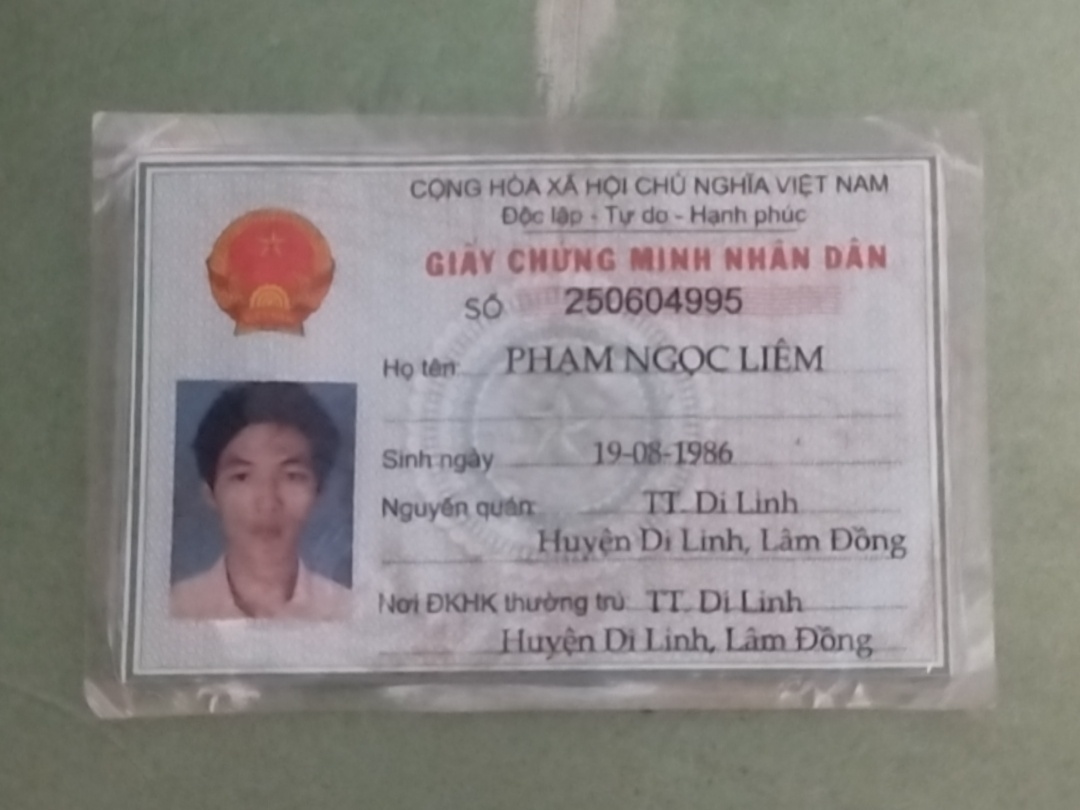 CỘNG HÒA XÃ HỘI CHỦ NGHĨA VIỆT NAM
Độc lập - Tự do - Hạnh phúc
GIẤY CHỨNG MINH NHÂN DÂN
SỐ 250604995
Họ tên: PHẠM NGỌC LIÊM
Sinh ngày 19-08-1986
Nguyên quán: TT. Di Linh
Huyện Di Linh, Lâm Đồng
Nơi ĐKHK thường trú: TT. Di Linh
Huyện Di Linh, Lâm Đồng